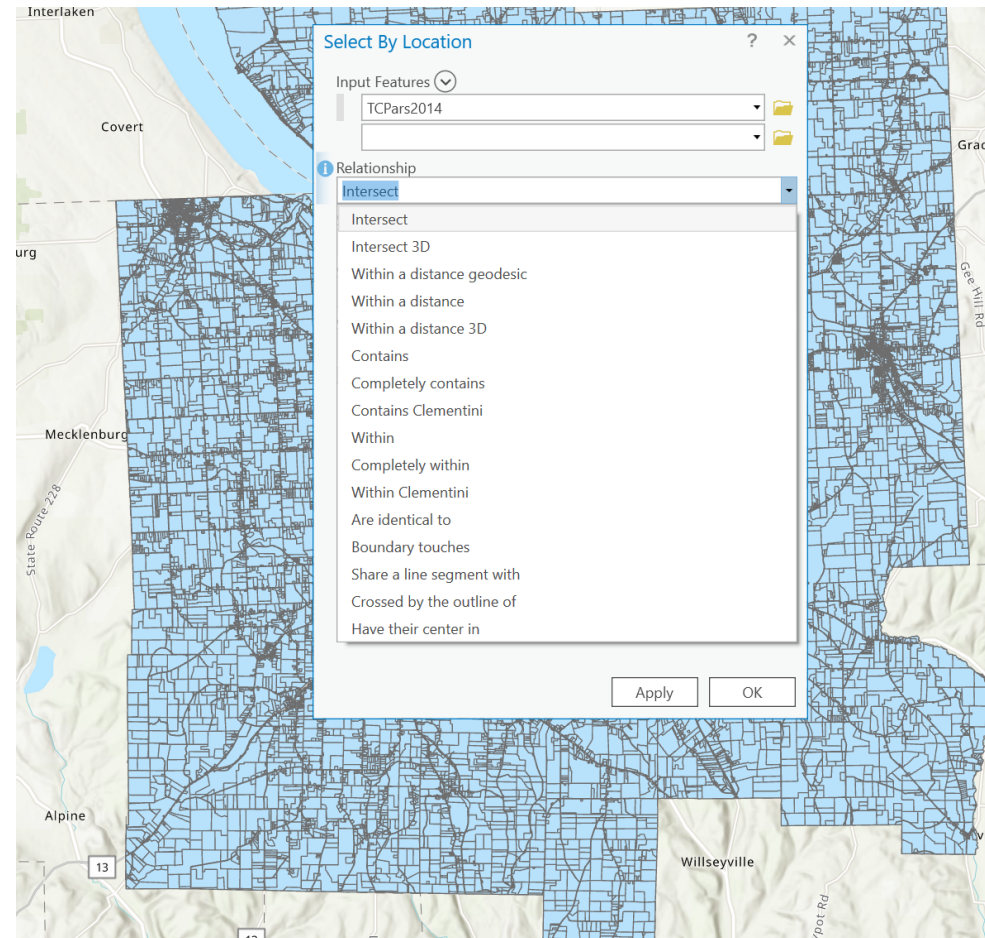 Interlaken
Select By Location
?
Input Features
TCPars2014
Covert
Grac
Relationship
Intersect
Intersect
urg
Intersect 3D
Within a distance geodesic
Gee Hill Rd
Within a distance
Within a distance 3D
Contains
Completely contains
Contains Clementini
Mecklenburg
Within
Completely within
Within Clementini
State Route 228
Are identical to
Boundary touches
Share a line segment with
Crossed by the outline of
Have their center in
Apply
OK
Alpine
13
Willseyville
ypot Rd